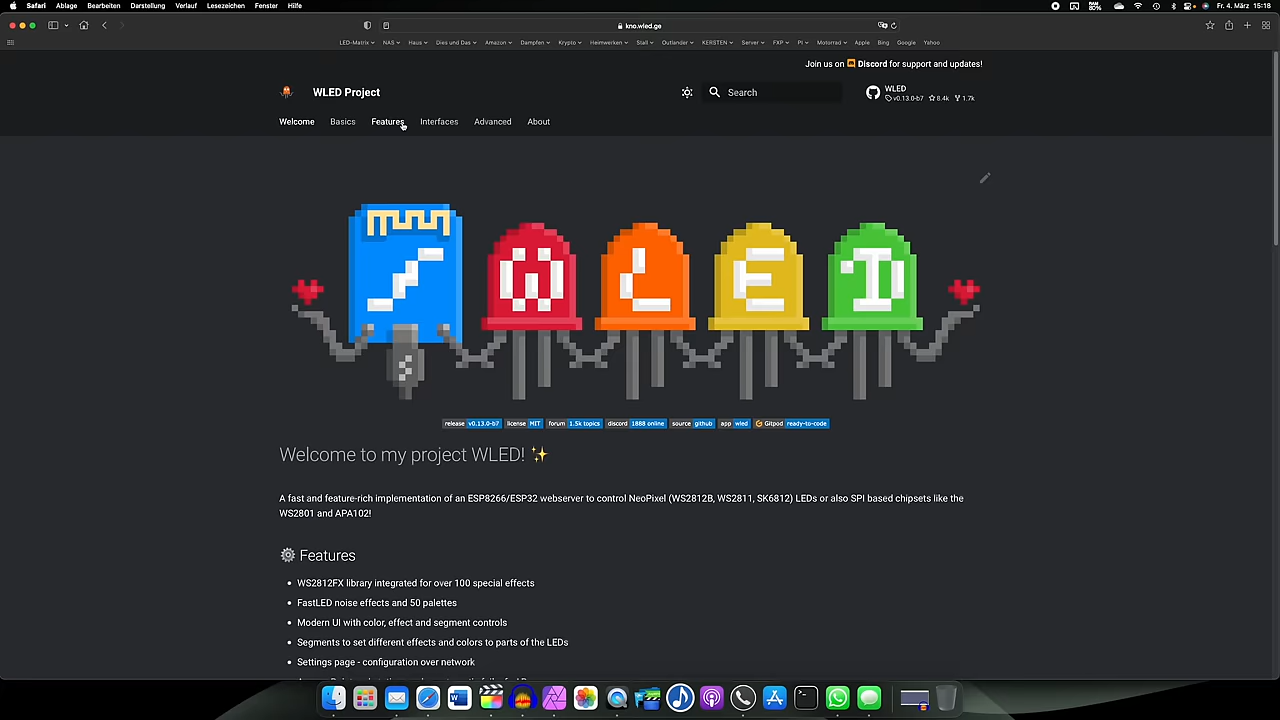 Safari Ablage Bearbeiten Darstellung Verlauf Lesezeichen Fenster Hilfe
RAM
80%
Fr. 4. März 15:18
kno.wled.ge
LED-Matrix NAS Haus Dies und Das Amazon Dampfen Krypto Heimwerken Stall Outlander KERSTEN Server FXP PI Motorrad Apple Bing Google Yahoo
Join us on Discord for support and updates!
WLED Project
Search
WLED
v0.13.0-b7 8.4k 1.7k
Welcome Basics Features Interfaces Advanced About
WLED
release v0.13.0-b7 license MIT forum 1.5k topics discord 1888 online source github app wled Gitpod ready-to-code
Welcome to my project WLED! ✨
A fast and feature-rich implementation of an ESP8266/ESP32 webserver to control NeoPixel (WS2812B, WS2811, SK6812) LEDs or also SPI based chipsets like the
WS2801 and APA102!
⚙️ Features
• WS2812FX library integrated for over 100 special effects
• FastLED noise effects and 50 palettes
• Modern UI with color, effect and segment controls
• Segments to set different effects and colors to parts of the LEDs
• Settings page - configuration over network